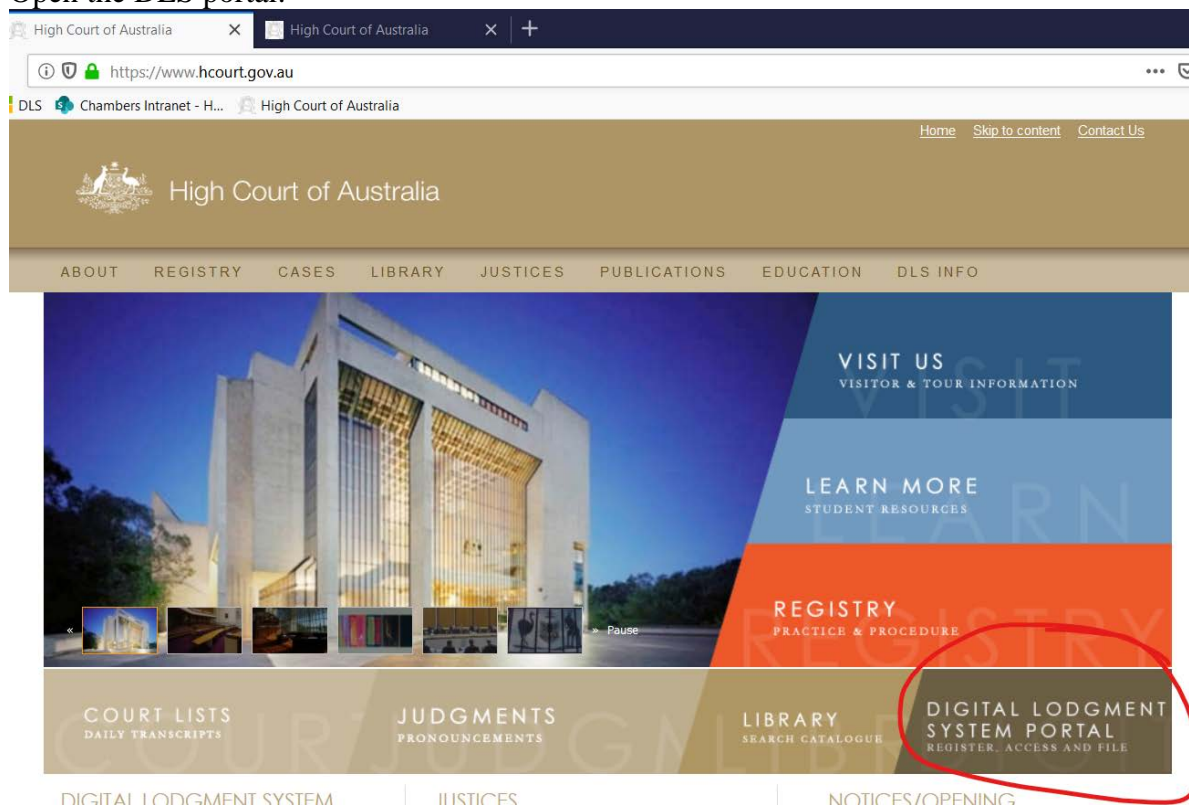 Open the DLS portal.
High Court of Australia
High Court of Australia
https://www.hcourt.gov.au
DLS
Chambers Intranet - H...
High Court of Australia
Home Skip to content Contact Us
High Court of Australia
ABOUT REGISTRY CASES LIBRARY JUSTICES PUBLICATIONS EDUCATION DLS INFO
VISIT
VISIT US
VISITOR & TOUR INFORMATION
LEARN
LEARN MORE
STUDENT RESOURCES
REGISTRY
REGISTRY
PRACTICE & PROCEDURE
« » Pause
COURT LISTS
DAILY TRANSCRIPTS
JUDGMENTS
PRONOUNCEMENTS
LIBRARY
SEARCH CATALOGUE
DIGITAL LODGMENT
SYSTEM PORTAL
REGISTER, ACCESS AND FILE
DIGITAL LODGMENT SYSTEM
JUSTICES
NOTICES/OPENING